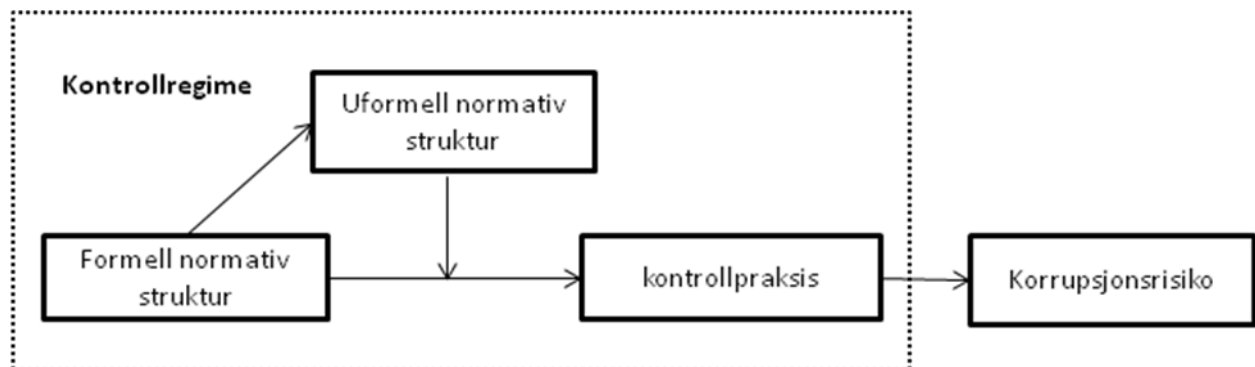 Kontrollregime
Uformell normativ
struktur
Formell normativ
struktur
kontrollpraksis
Korrupsjonsrisiko